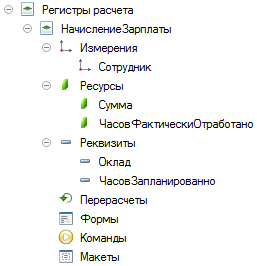 Регистры расчета
НачислениеЗарплаты
Измерения
Сотрудник
Ресурсы
Сумма
ЧасовФактическиОтработано
Реквизиты
Оклад
ЧасовЗапланированно
Перерасчеты
Формы
Команды
Макеты